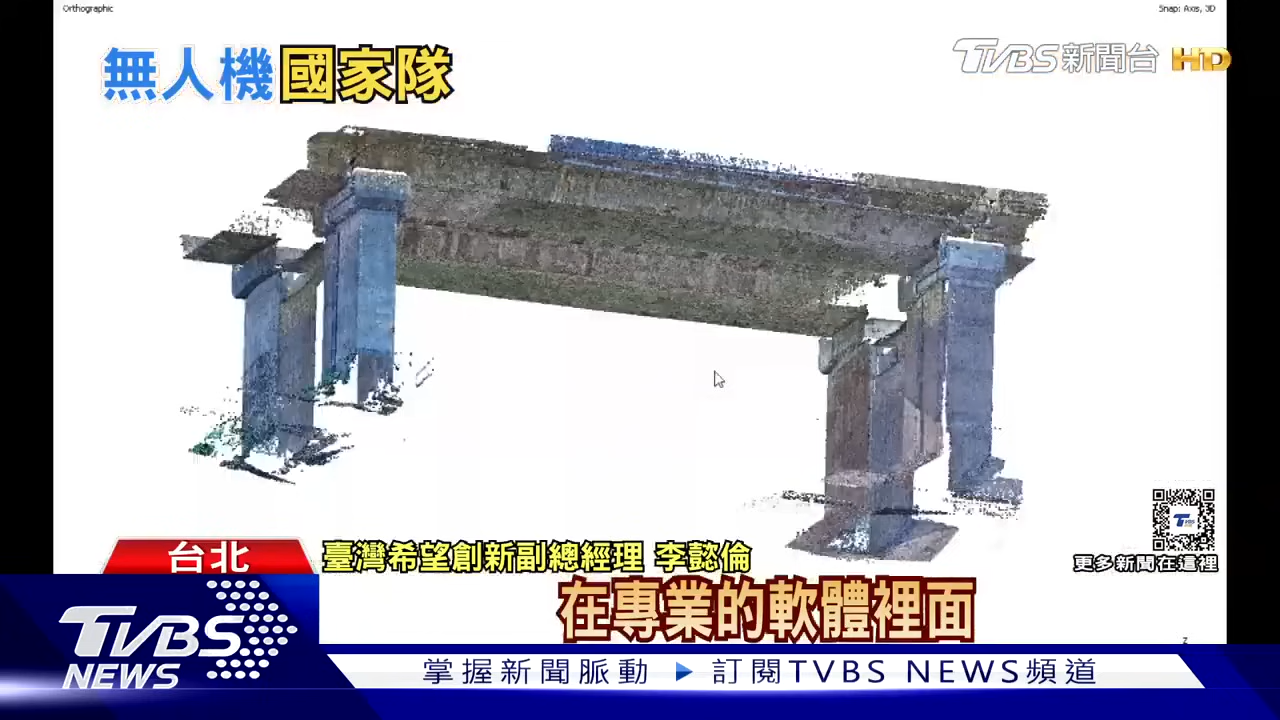 Orthographic
Snap: Axis, 3D
無人機國家隊
TVBS新聞台 HD
更多新聞在這裡
台北
臺灣希望創新副總經理 李懿倫
在專業的軟體裡面
Z
TVBS NEWS
掌握新聞脈動 ▶ 訂閱TVBS NEWS頻道